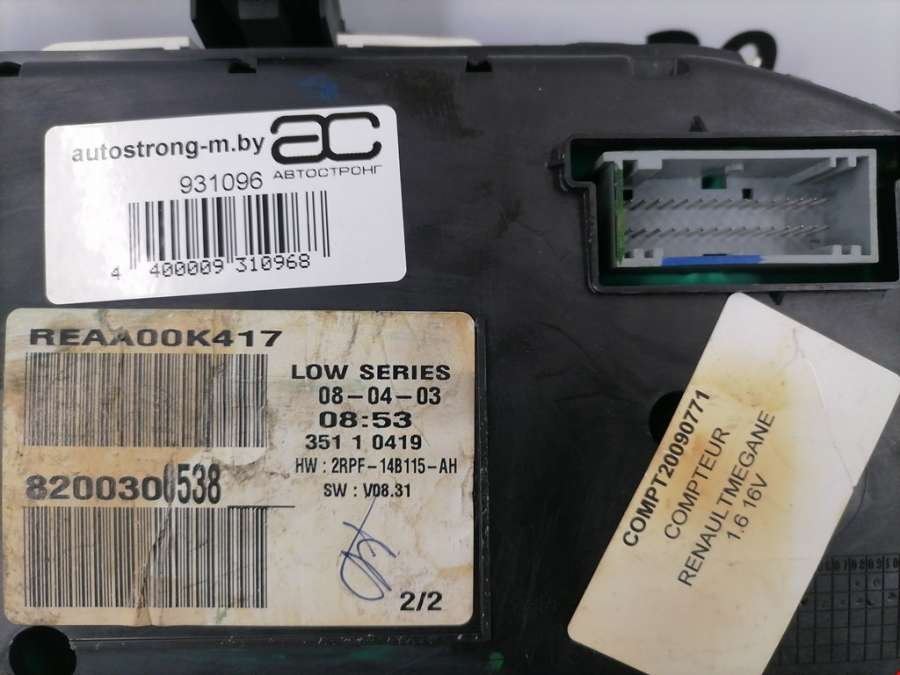 autostrong-m.by
ac
АВТОСТРОНГ
931096
4 400009 310968
REAA00K417
LOW SERIES
08-04-03
08:53
351 1 0419
HW : 2RPF-14B115-AH
SW : V08.31
8200300538
2/2
COMPT20090771
COMPTEUR
RENAULTMEGANE
1.6 16V